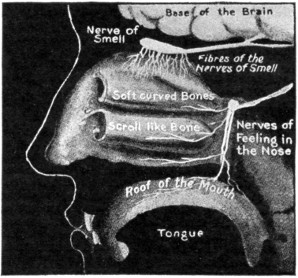 Base of the Brain
Nerve of
Smell
Fibres of the
Nerves of Smell
Soft curved Bones
Scroll like Bone
Nerves of
Feeling in
the Nose
Roof of the Mouth
Tongue